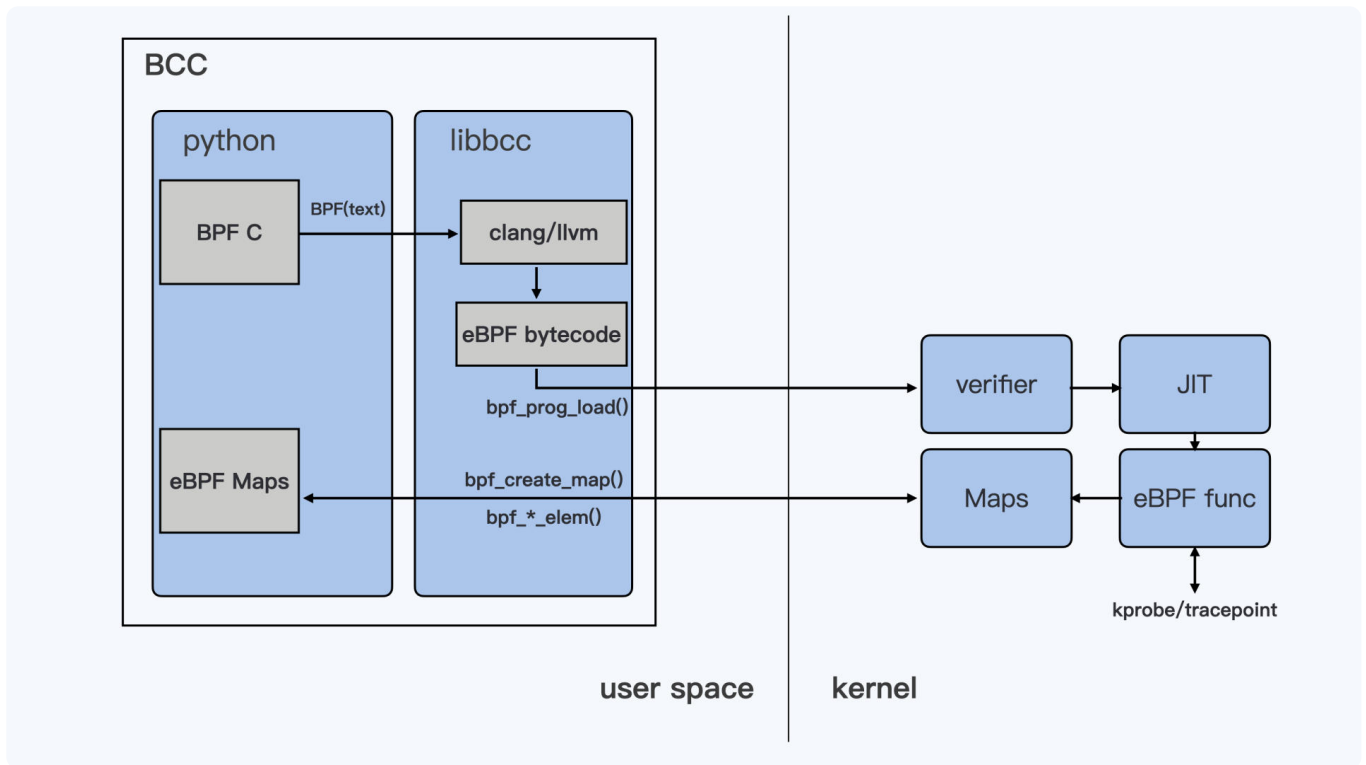 BCC
python
libbcc
BPF C
BPF(text)
clang/llvm
eBPF bytecode
bpf_prog_load()
verifier
JIT
eBPF Maps
bpf_create_map()
bpf_*_elem()
Maps
eBPF func
kprobe/tracepoint
user space
kernel